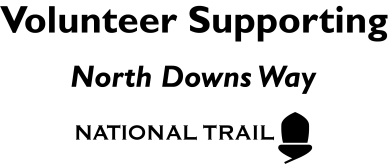 Volunteer Supporting
North Downs Way
NATIONAL TRAIL